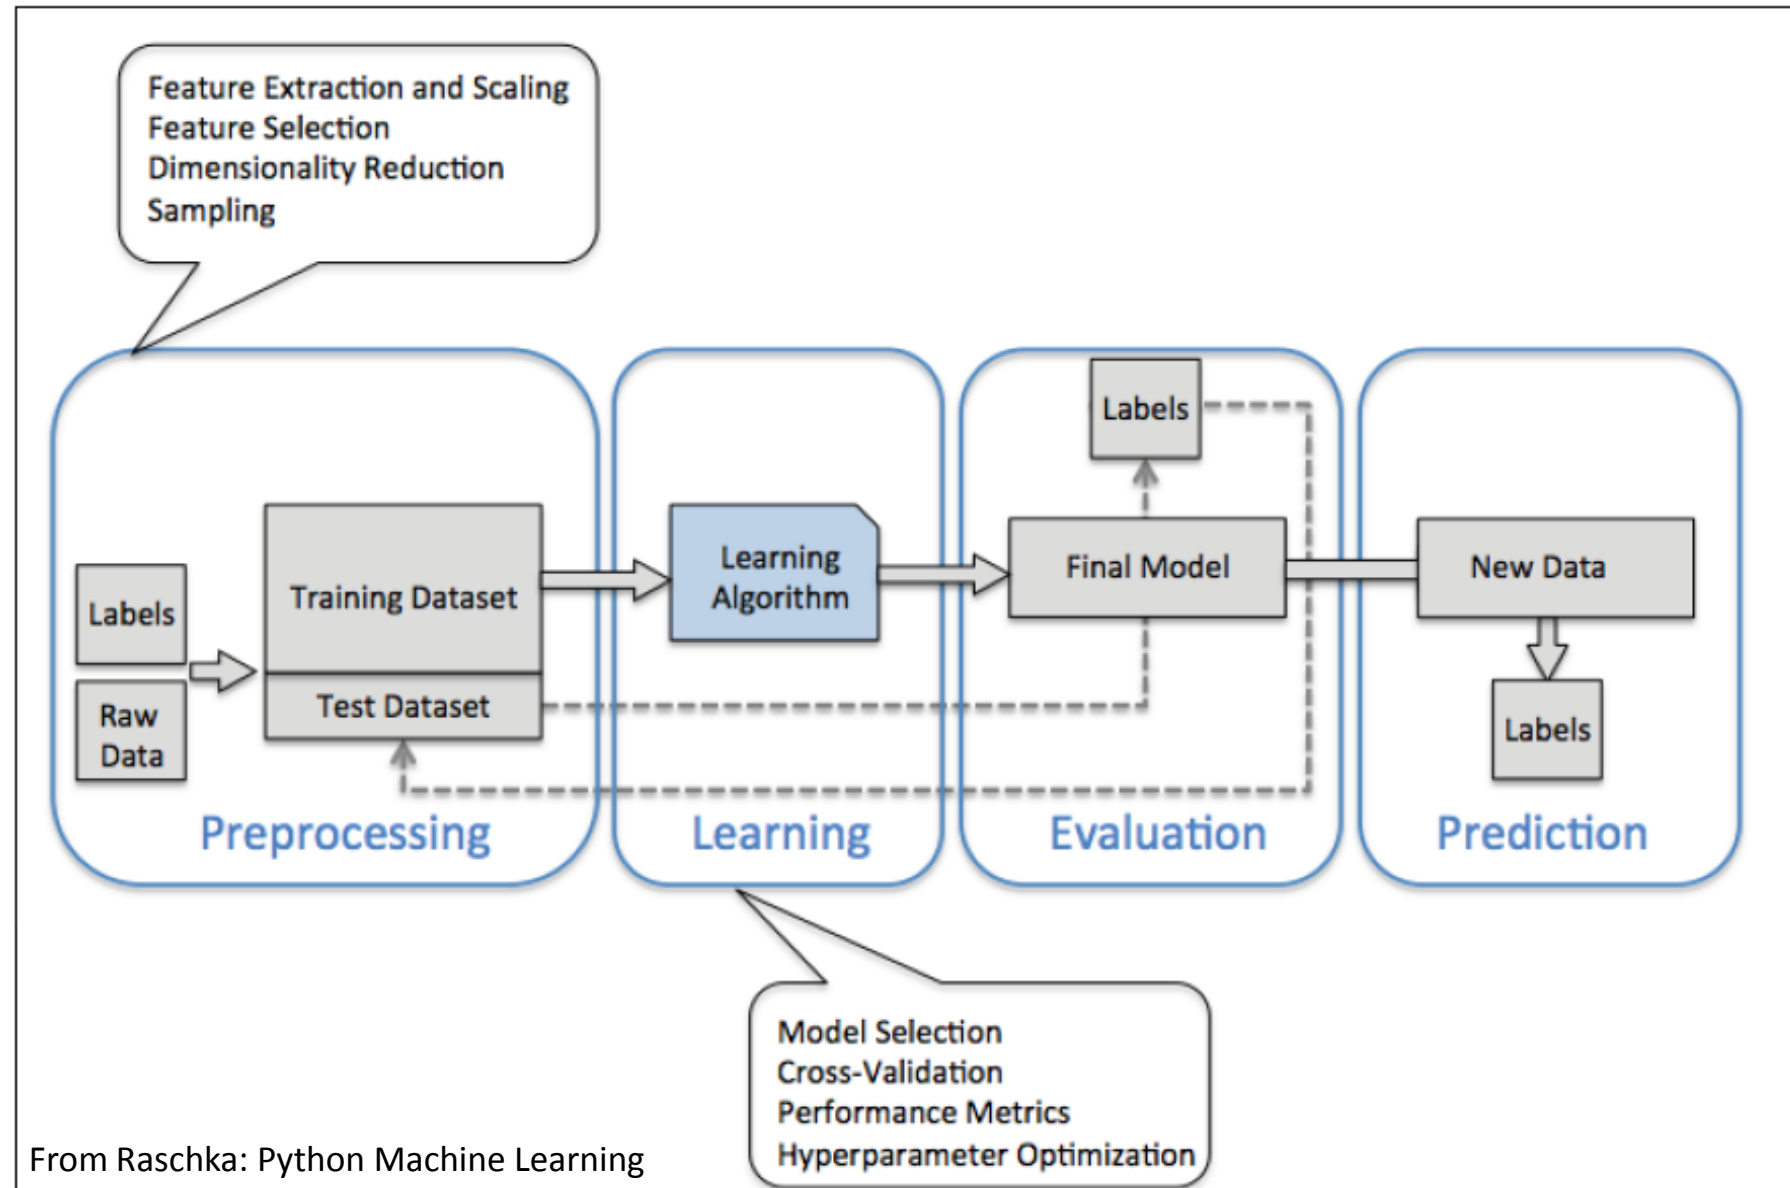 Feature Extraction and Scaling
Feature Selection
Dimensionality Reduction
Sampling
Labels
Raw
Data
Training Dataset
Test Dataset
Preprocessing
Learning
Algorithm
Learning
Labels
Final Model
Evaluation
New Data
Labels
Prediction
Model Selection
Cross-Validation
Performance Metrics
Hyperparameter Optimization
From Raschka: Python Machine Learning